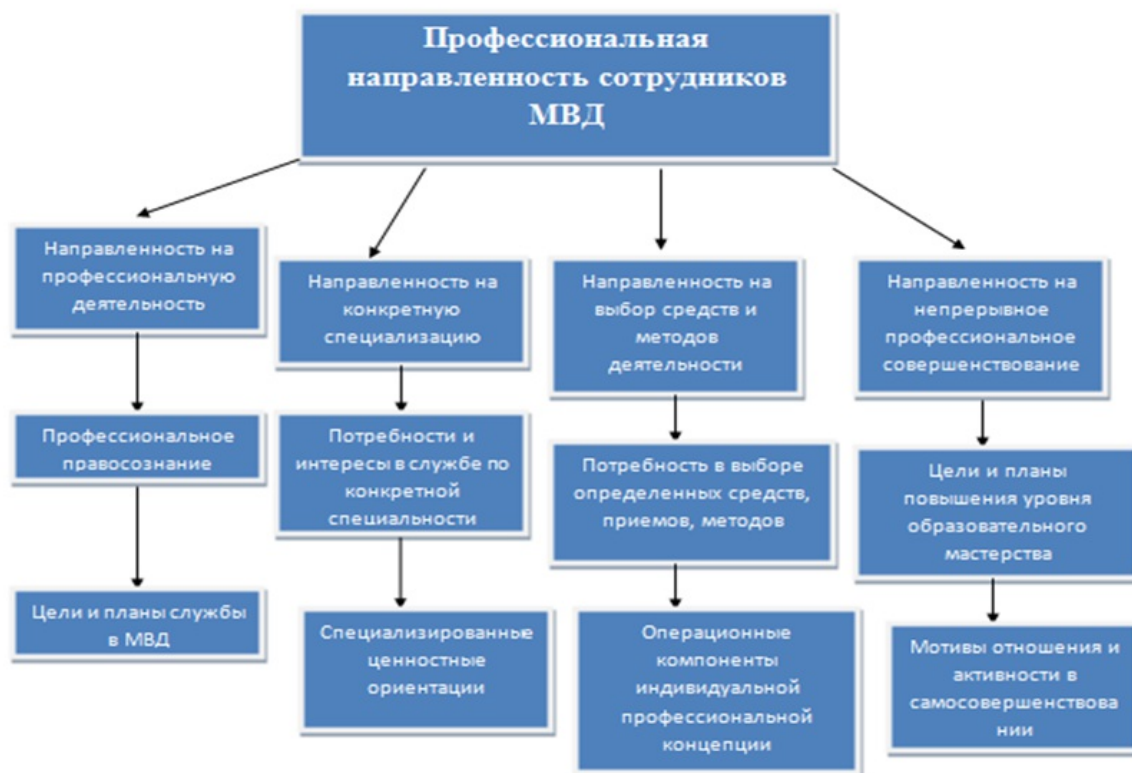 Профессиональная
направленность сотрудников
МВД
Направленность на
профессиональную
деятельность
Направленность на
конкретную
специализацию
Направленность на
выбор средств и
методов
деятельности
Направленность на
непрерывное
профессиональное
совершенствование
Профессиональное
правосознание
Потребности и
интересы в службе по
конкретной
специальности
Потребность в выборе
определенных средств,
приемов, методов
Цели и планы
повышения уровня
образовательного
мастерства
Цели и планы службы
в МВД
Специализированные
ценностные
ориентации
Операционные
компоненты
индивидуальной
профессиональной
концепции
Мотивы отношения и
активности в
самосовершенствова
нии